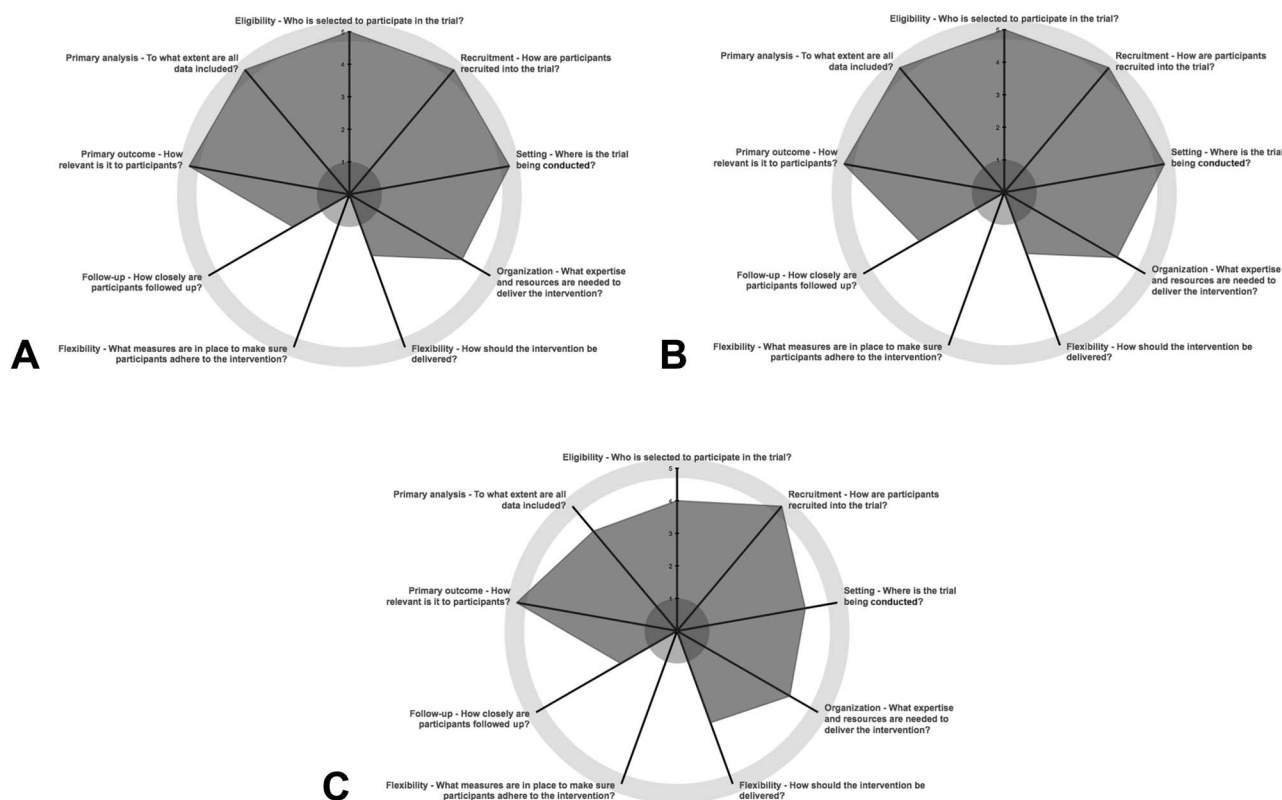 Eligibility - Who is selected to participate in the trial?
5
4
3
2
1
Primary analysis - To what extent are all
data included?
Recruitment - How are participants
recruited into the trial?
Primary outcome - How
relevant is it to participants?
Setting - Where is the trial
being conducted?
Follow-up - How closely are
participants followed up?
Organization - What expertise
and resources are needed to
deliver the intervention?
Flexibility - What measures are in place to make sure
participants adhere to the intervention?
Flexibility - How should the intervention be
delivered?
A
Eligibility - Who is selected to participate in the trial?
5
4
3
2
1
Primary analysis - To what extent are all
data included?
Recruitment - How are participants
recruited into the trial?
Primary outcome - How
relevant is it to participants?
Setting - Where is the trial
being conducted?
Follow-up - How closely are
participants followed up?
Organization - What expertise
and resources are needed to
deliver the intervention?
Flexibility - What measures are in place to make sure
participants adhere to the intervention?
Flexibility - How should the intervention be
delivered?
B
Eligibility - Who is selected to participate in the trial?
5
4
3
2
1
Primary analysis - To what extent are all
data included?
Recruitment - How are participants
recruited into the trial?
Primary outcome - How
relevant is it to participants?
Setting - Where is the trial
being conducted?
Follow-up - How closely are
participants followed up?
Organization - What expertise
and resources are needed to
deliver the intervention?
Flexibility - What measures are in place to make sure
participants adhere to the intervention?
Flexibility - How should the intervention be
delivered?
C